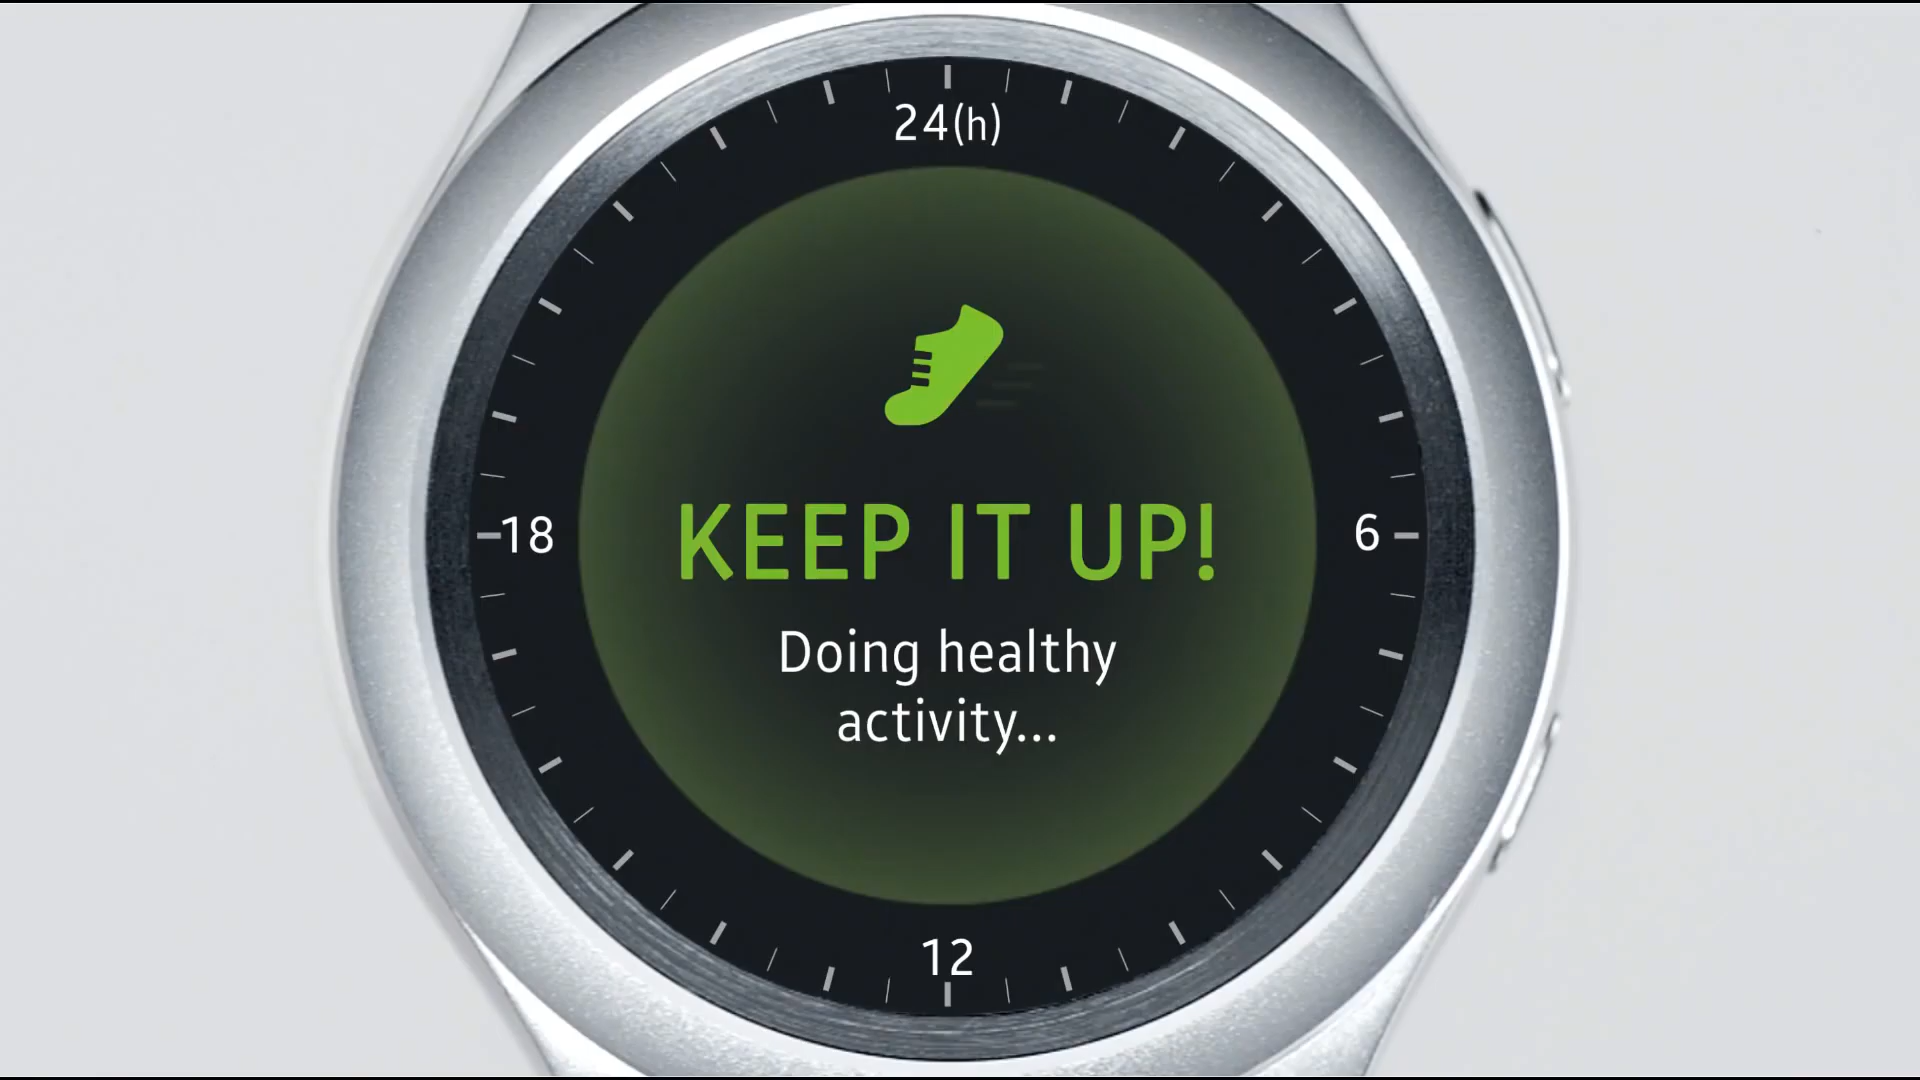 24(h)
18
6
KEEP IT UP!
Doing healthy
activity...
12